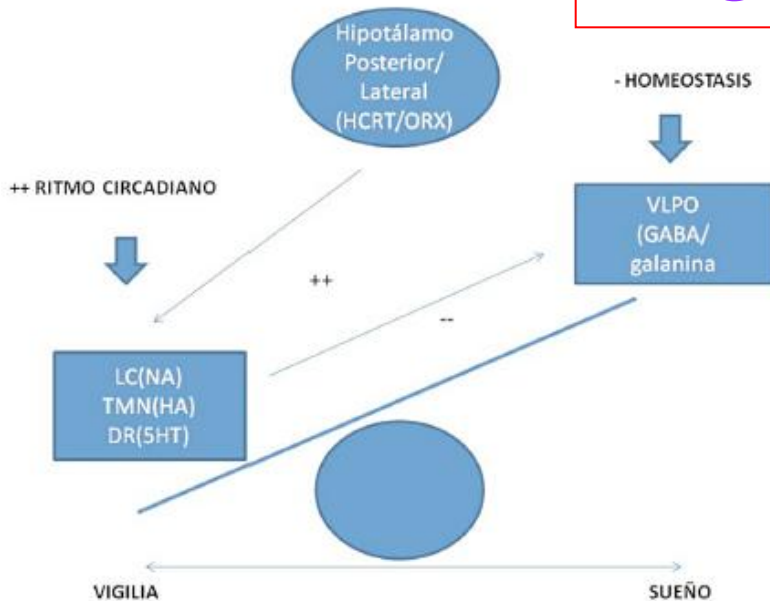 Hipotálamo
Posterior/
Lateral
(HCRT/ORX)
- HOMEOSTASIS
++ RITMO CIRCADIANO
VLPO
(GABA/
galanina
++
--
LC(NA)
TMN(HA)
DR(5HT)
VIGILIA
SUEÑO